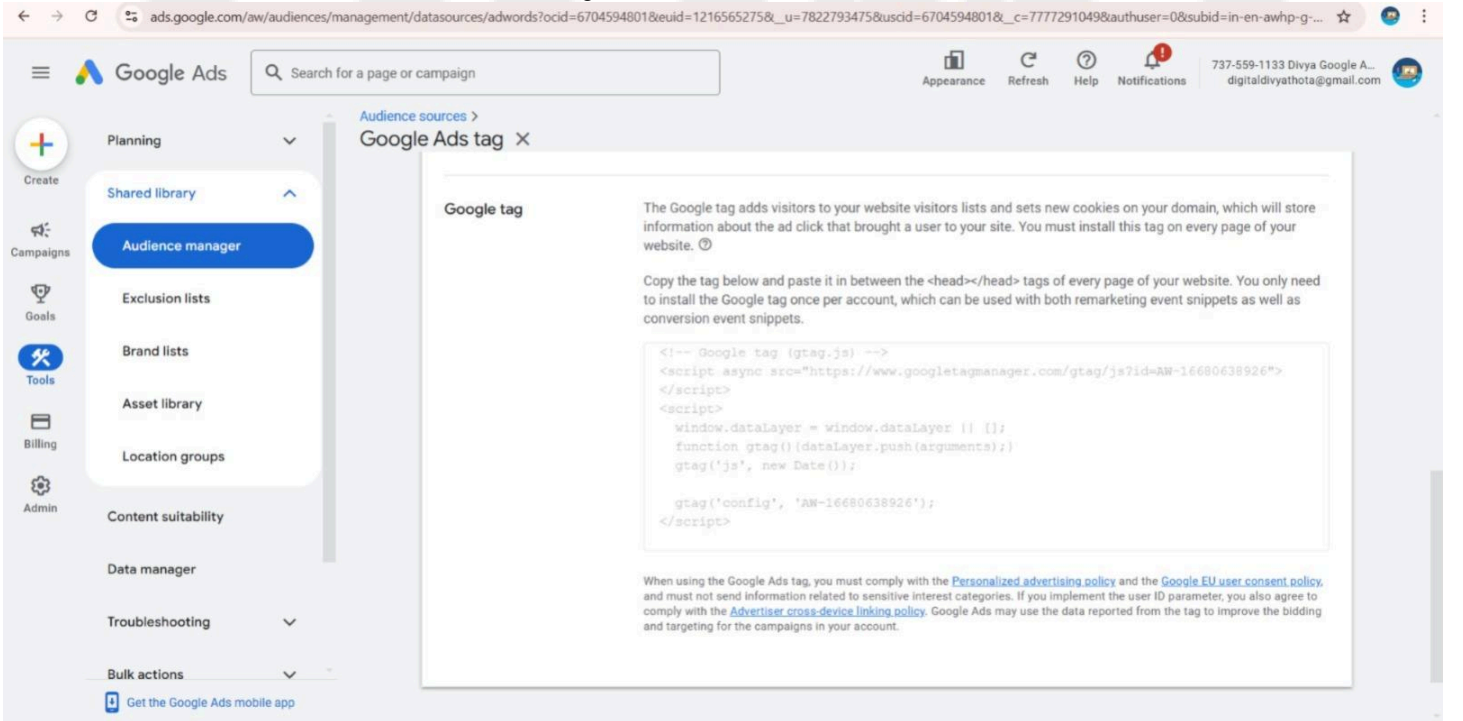 ads.google.com/aw/audiences/management/datasources/adwords?ocid=6704594801&euid=1216565275&__u=7822793475&uscid=6704594801&__c=7777291049&authuser=0&subid=in-en-awhp-g-...
Google Ads
Search for a page or campaign
Appearance
Refresh
Help
Notifications
737-559-1133 Divya Google A...
digitaldivyathota@gmail.com
Create
Campaigns
Goals
Tools
Billing
Admin
Planning
Shared library
Audience manager
Exclusion lists
Brand lists
Asset library
Location groups
Content suitability
Data manager
Troubleshooting
Bulk actions
Get the Google Ads mobile app
Audience sources >
Google Ads tag ×
Google tag
The Google tag adds visitors to your website visitors lists and sets new cookies on your domain, which will store
information about the ad click that brought a user to your site. You must install this tag on every page of your
website.
Copy the tag below and paste it in between the <head></head> tags of every page of your website. You only need
to install the Google tag once per account, which can be used with both remarketing event snippets as well as
conversion event snippets.
<!-- Google tag (gtag.js) -->
<script async src="https://www.googletagmanager.com/gtag/js?id=AW-16680638926">
</script>
<script>
window.dataLayer = window.dataLayer || [];
function gtag(){dataLayer.push(arguments);}
gtag('js', new Date());
gtag('config', 'AW-16680638926');
</script>
When using the Google Ads tag, you must comply with the Personalized advertising policy and the Google EU user consent policy,
and must not send information related to sensitive interest categories. If you implement the user ID parameter, you also agree to
comply with the Advertiser cross-device linking policy. Google Ads may use the data reported from the tag to improve the bidding
and targeting for the campaigns in your account.